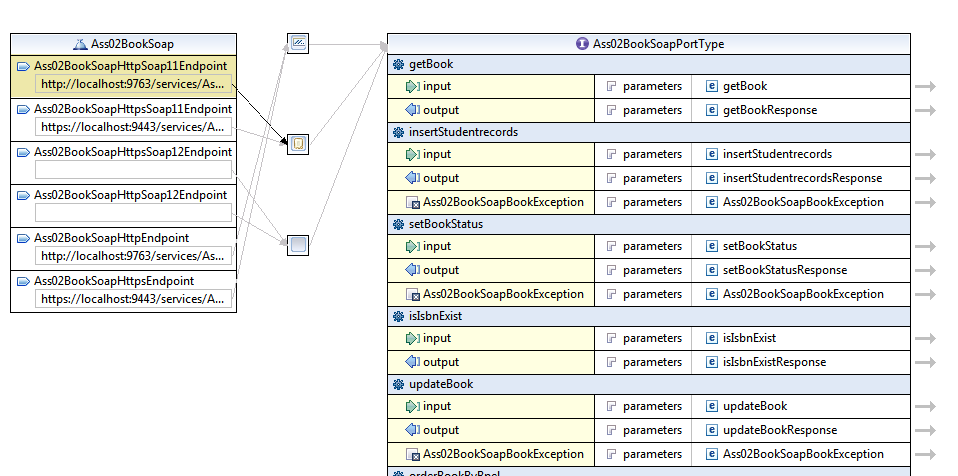 Ass02BookSoap
Ass02BookSoapHttpSoap11Endpoint
http://localhost:9763/services/As...
Ass02BookSoapHttpsSoap11Endpoint
https://localhost:9443/services/A...
Ass02BookSoapHttpsSoap12Endpoint
Ass02BookSoapHttpSoap12Endpoint
Ass02BookSoapHttpEndpoint
http://localhost:9763/services/As...
Ass02BookSoapHttpsEndpoint
https://localhost:9443/services/A...
I Ass02BookSoapPortType
getBook
input parameters e getBook
output parameters e getBookResponse
insertStudentrecords
input parameters e insertStudentrecords
output parameters e insertStudentrecordsResponse
Ass02BookSoapBookException parameters e Ass02BookSoapBookException
setBookStatus
input parameters e setBookStatus
output parameters e setBookStatusResponse
Ass02BookSoapBookException parameters e Ass02BookSoapBookException
isIsbnExist
input parameters e isIsbnExist
output parameters e isIsbnExistResponse
updateBook
input parameters e updateBook
output parameters e updateBookResponse
Ass02BookSoapBookException parameters e Ass02BookSoapBookException
orderBookByBpel